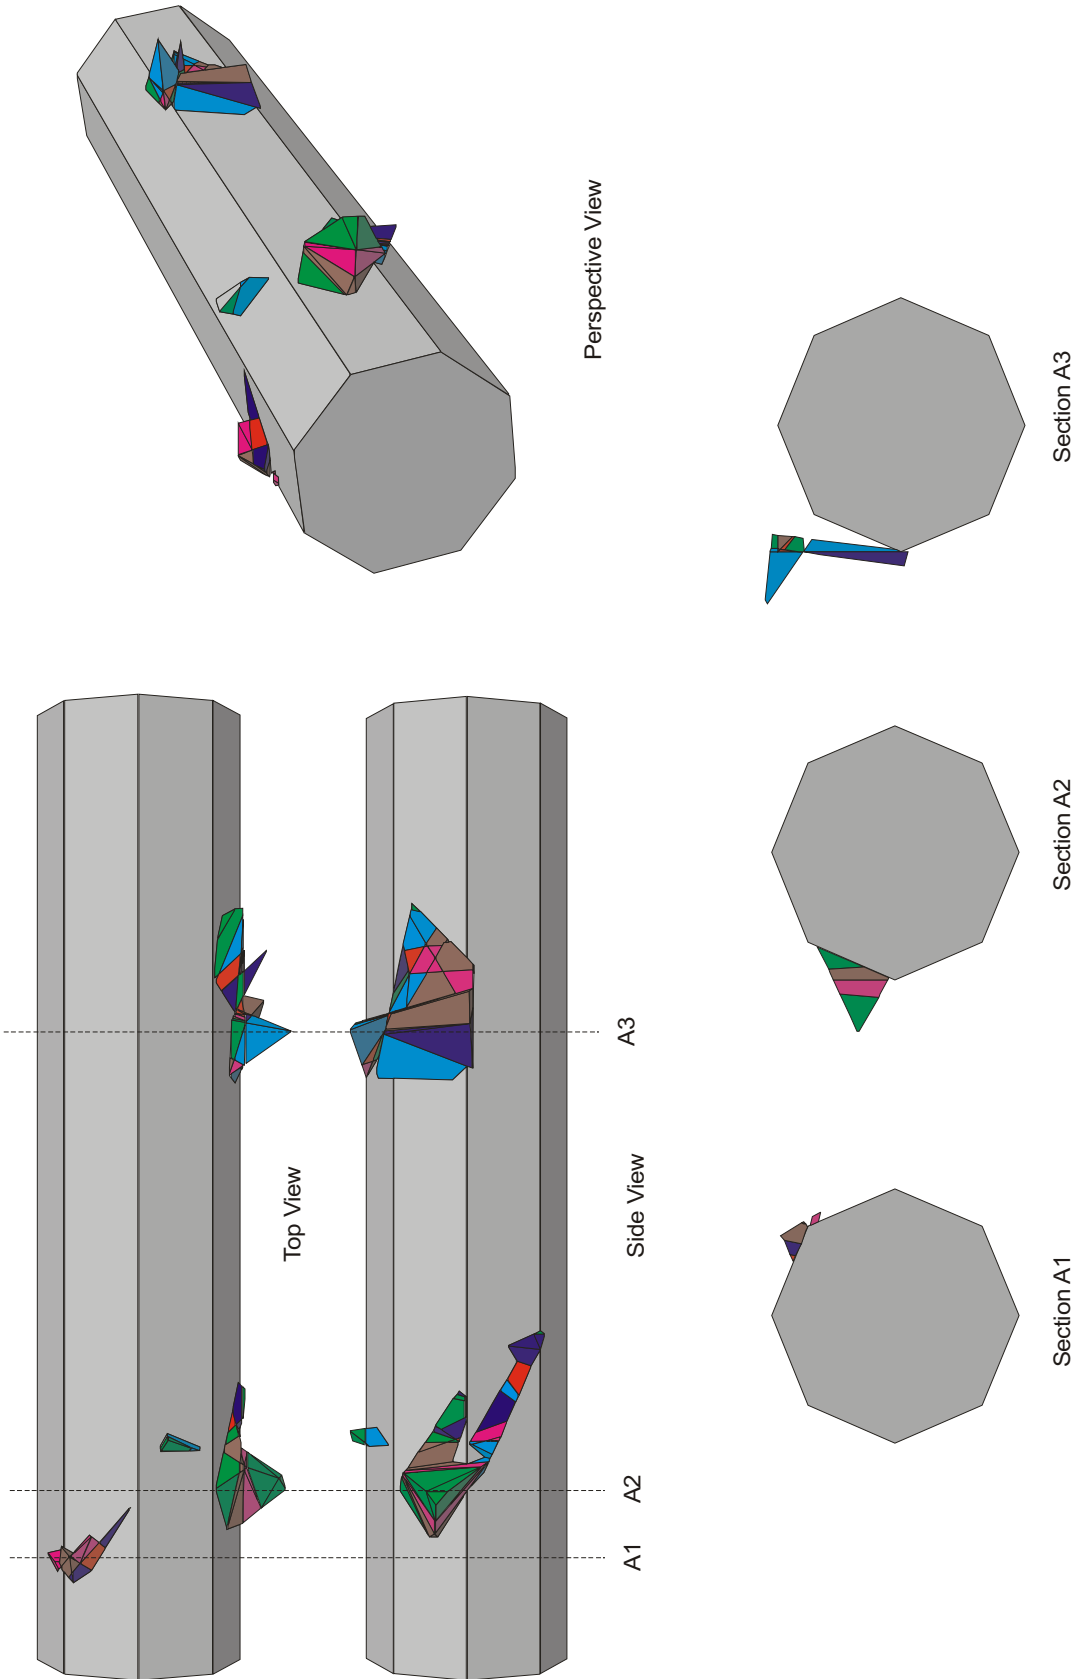 Top View
Perspective View
Side View
A1
A2
A3
Section A1
Section A2
Section A3